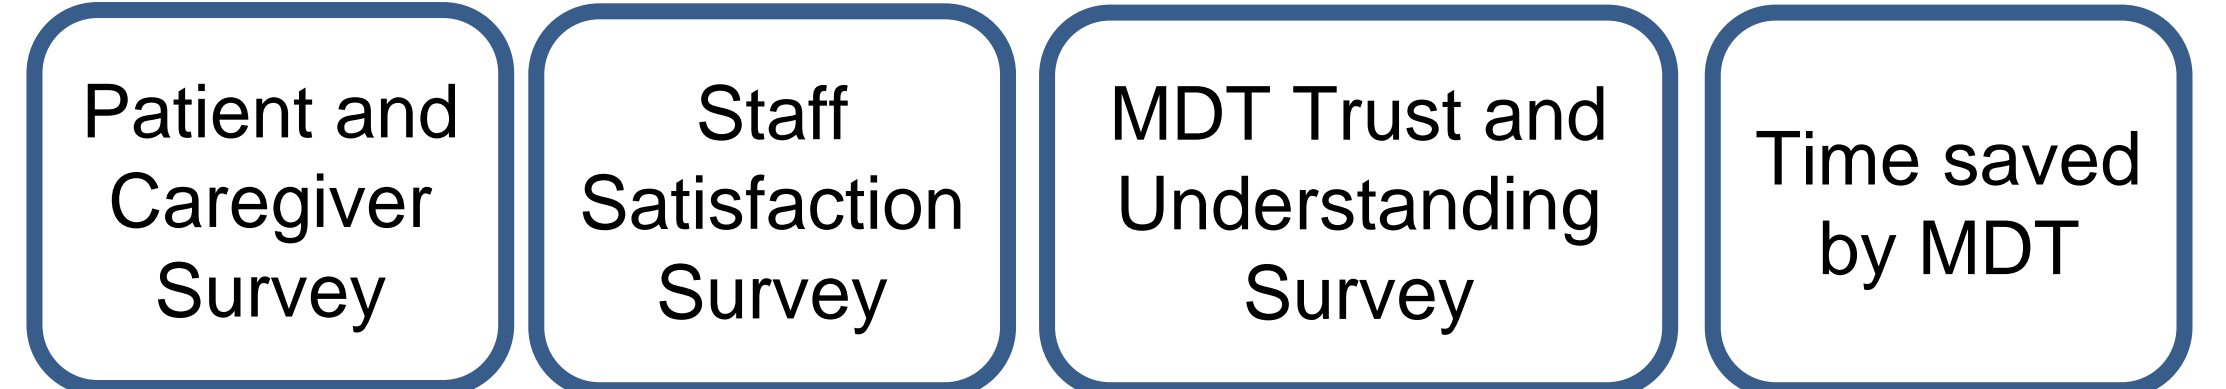 Patient and
Caregiver
Survey
Staff
Satisfaction
Survey
MDT Trust and
Understanding
Survey
Time saved
by MDT